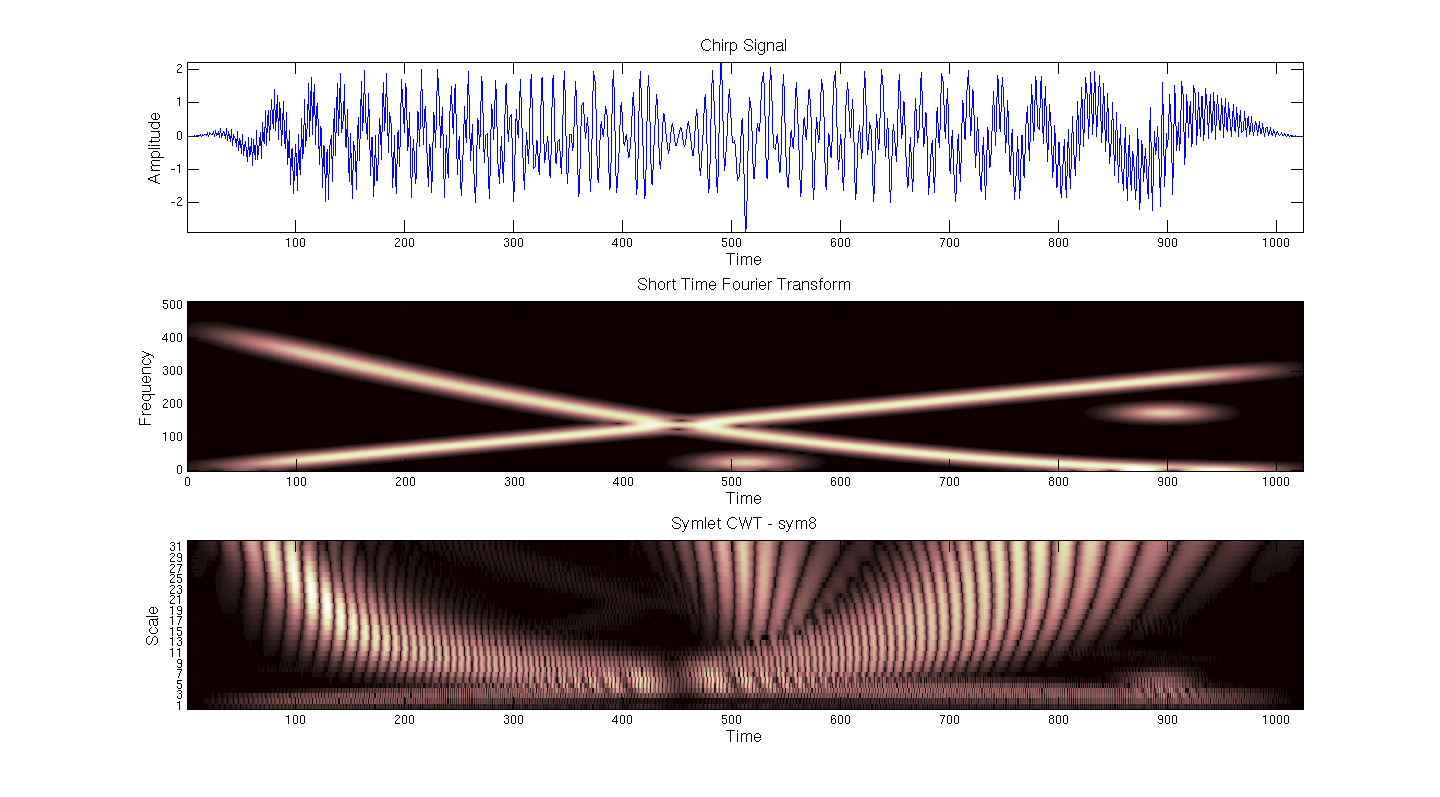 Chirp Signal
2
1
0
-1
-2
Amplitude
100 200 300 400 500 600 700 800 900 1000
Time
Short Time Fourier Transform
500
400
300
200
100
0
Frequency
0 100 200 300 400 500 600 700 800 900 1000
Time
Symlet CWT - sym8
31
29
27
25
23
21
19
17
15
13
11
9
7
5
3
1
Scale
100 200 300 400 500 600 700 800 900 1000
Time